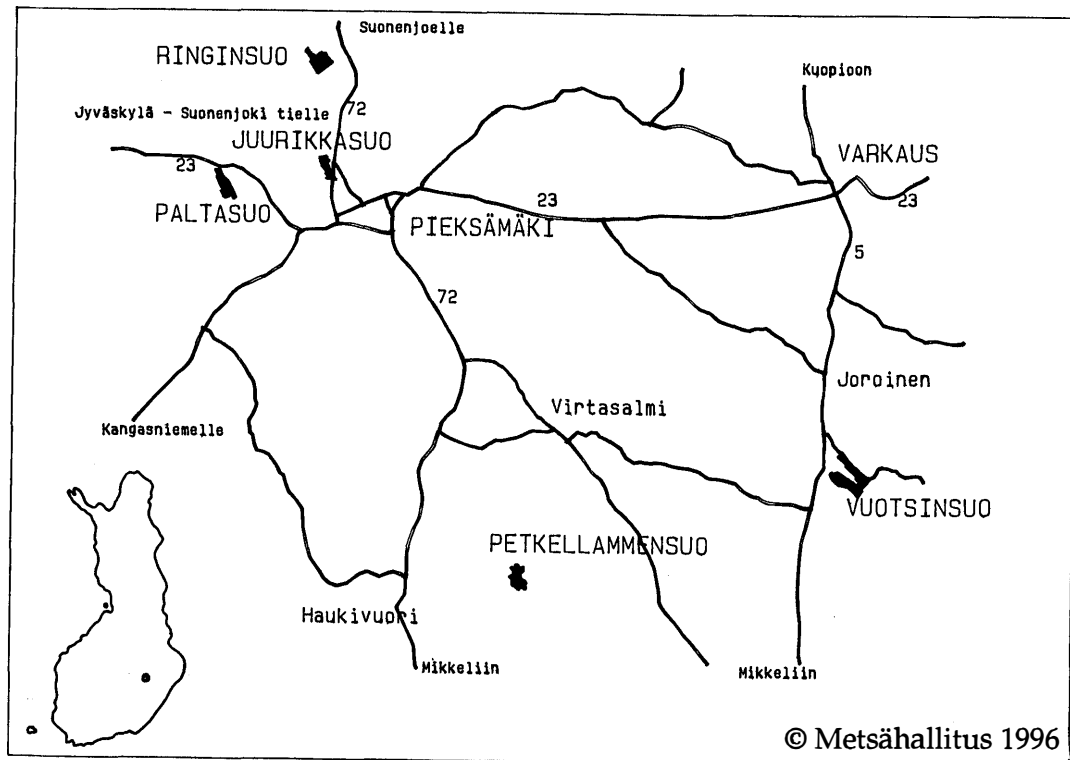 Suonenjoelle
RINGINSUO
Kyopioon
72
Jyväskylä - Suonenjoki tielle
JUURIKKASUO
VARKAUS
23
PALTASUO
23
23
PIEKSÄMÄKI
5
72
Joroinen
Virtasalmi
Kangasniemelle
VUOTSINSUO
PETKELLAMMENSUO
Haukivuori
Mikkeliin
Mikkeliin
© Metsähallitus 1996